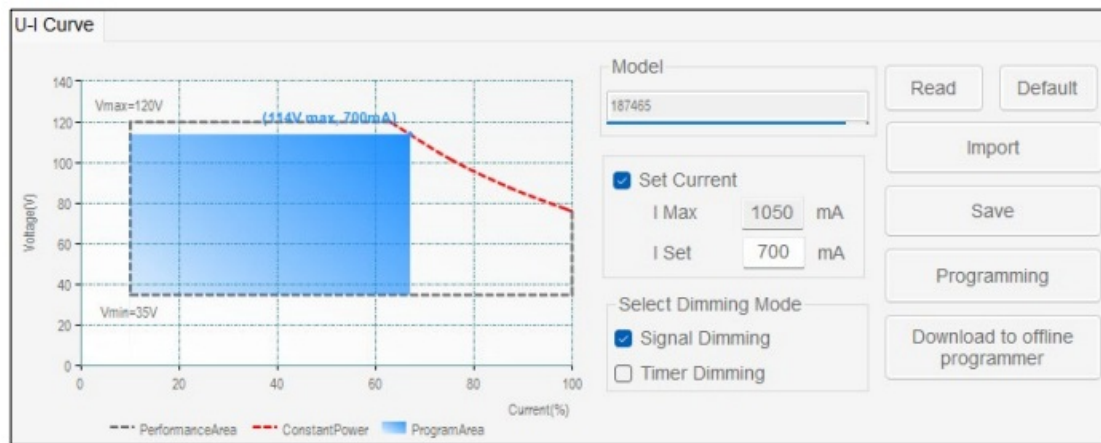 U-I Curve
140
120
100
80
60
40
20
0
Voltage(V)
Vmax=120V
(114V max, 700mA)
Vmin=35V
0 20 40 60 80 100
Current(%)
PerformanceArea ConstantPower ProgramArea
Model
187465
Set Current
I Max 1050 mA
I Set 700 mA
Select Dimming Mode
Signal Dimming
Timer Dimming
Read Default
Import
Save
Programming
Download to offline
programmer